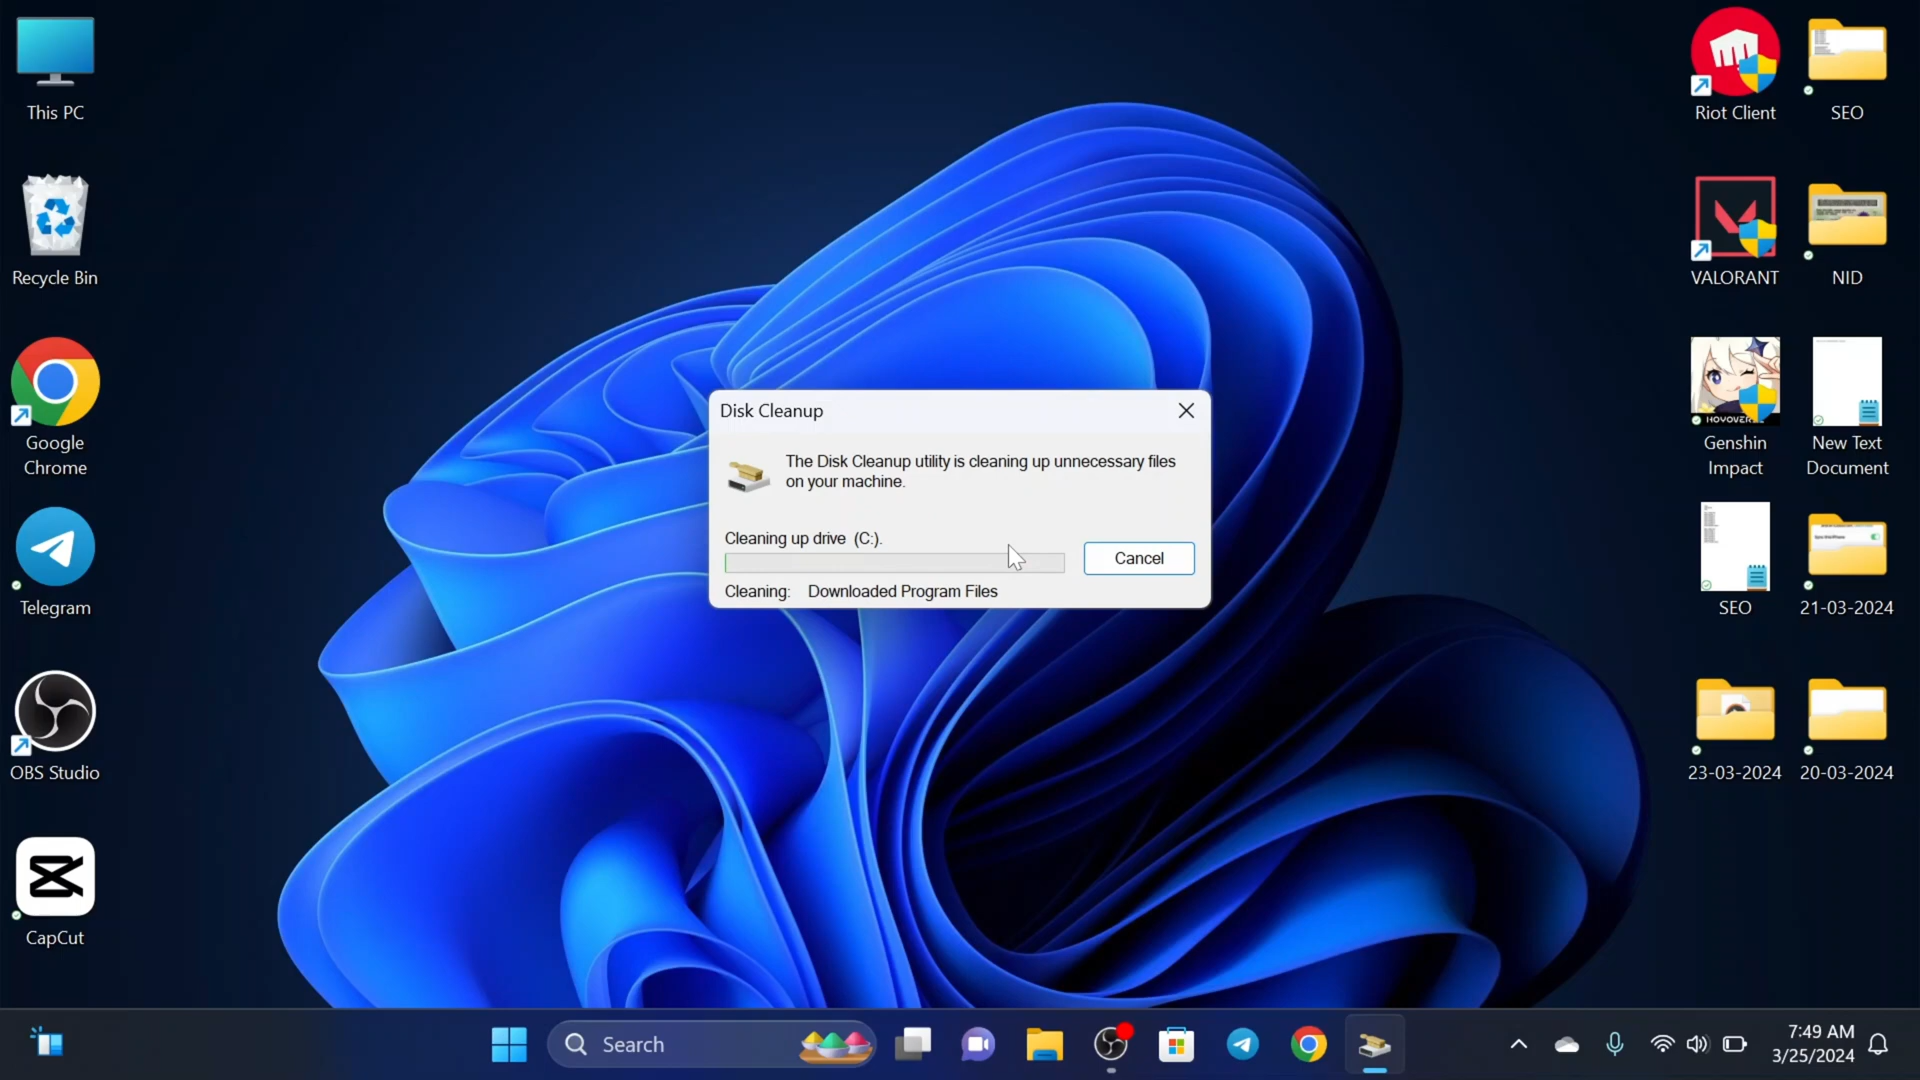 This PC
Recycle Bin
Google
Chrome
Telegram
OBS Studio
CapCut
Riot Client
SEO
VALORANT
NID
HOYOVER
Genshin
Impact
New Text
Document
SEO
21-03-2024
23-03-2024
20-03-2024
Disk Cleanup
The Disk Cleanup utility is cleaning up unnecessary files
on your machine.
Cleaning up drive (C:).
Cancel
Cleaning: Downloaded Program Files
Search
7:49 AM
3/25/2024